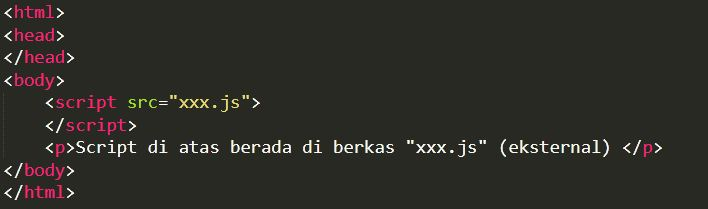 <html>
<head>
</head>
<body>
    <script src="xxx.js">
    </script>
    <p>Script di atas berada di berkas "xxx.js" (eksternal) </p>
</body>
</html>